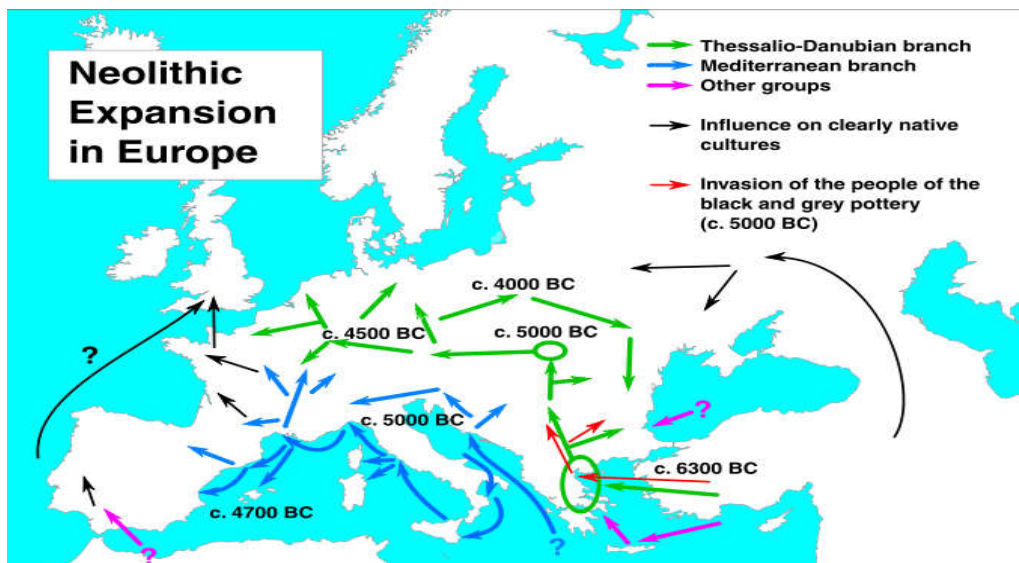 Neolithic
Expansion
in Europe
Thessalio-Danubian branch
Mediterranean branch
Other groups
Influence on clearly native
cultures
Invasion of the people of the
black and grey pottery
(c. 5000 BC)
c. 4000 BC
c. 4500 BC
c. 5000 BC
?
c. 5000 BC
?
c. 6300 BC
c. 4700 BC
?
?